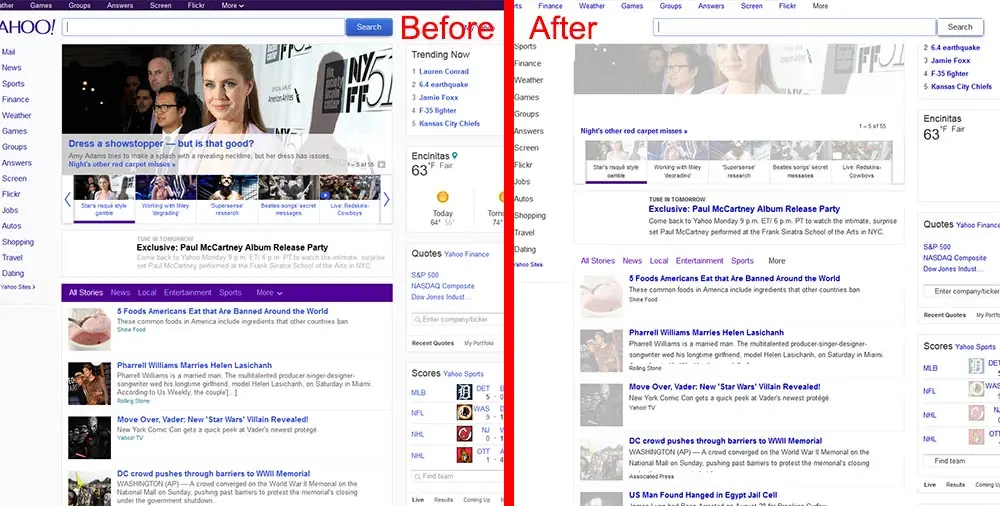 ather Games Groups Answers Screen Flickr More
AHOO!
Before
Mail
News
Sports
Finance
Weather
Games
Groups
Answers
Screen
Flickr
Jobs
Autos
Shopping
Travel
Dating
Yahoo Sites
Search
NY
FF51
American Airlines
Dress a showstopper — but is that good?
Amy Adams tries to make a splash with a revealing neckline, but her dress has issues.
Night's other red carpet misses »
1 – 5 of 55
Star's risqué style gamble
Working with Miley 'degrading'
'Supersense' research
Beatles songs' secret messages
Live: Redskins-Cowboys
TUNE IN TOMORROW
Exclusive: Paul McCartney Album Release Party
Come back to Yahoo Monday 9 p.m. ET/ 6 p.m. PT to watch the intimate, surprise
set Paul McCartney performed at the Frank Sinatra School of the Arts in NYC.
All Stories News Local Entertainment Sports More
5 Foods Americans Eat that Are Banned Around the World
These common foods in America include ingredients that other countries ban
Shine Food
Pharrell Williams Marries Helen Lasichanh
Pharrell Williams is a married man. The multitalented producer-singer-designer-
songwriter wed his longtime girlfriend, model Helen Lasichanh, on Saturday in Miami.
According to Us Weekly, the couple'[...]
Rolling Stone
Move Over, Vader: New 'Star Wars' Villain Revealed!
New York Comic Con gets a quick peek at Vader's newest protégé.
Yahoo! TV
DC crowd pushes through barriers to WWII Memorial
WASHINGTON (AP) — A crowd converged on the World War II Memorial on the
National Mall on Sunday, pushing past barriers to protest the memorial's closing
under the government shutdown.
Trending Now
1 Lauren Conrad
2 6.4 earthquake
3 Jamie Foxx
4 F-35 fighter
5 Kansas City Chiefs
Encinitas
63°F Fair
Today
64° 55°
Tomo
74°
Quotes Yahoo Finance
S&P 500
NASDAQ Composite
Dow Jones Indust...
Enter company/ticker
Recent Quotes My Portfolio
Scores Yahoo Sports
MLB DET
5 - 0
NFL WAS
9 - 1
NHL NJ W
0 - 1
NHL OTT
1 - 4
Find team
Live Results Coming Up
After
ts Finance Weather Games Groups Answers Screen Flickr More
Search
Sports
Finance
Weather
Games
Groups
Answers
Screen
Flickr
Jobs
Autos
Shopping
Travel
Dating
Yahoo Sites
Night's other red carpet misses »
1 – 5 of 55
Star's risqué style gamble
Working with Miley 'degrading'
'Supersense' research
Beatles songs' secret messages
Live: Redskins-Cowboys
TUNE IN TOMORROW
Exclusive: Paul McCartney Album Release Party
Come back to Yahoo Monday 9 p.m. ET/ 6 p.m. PT to watch the intimate, surprise
set Paul McCartney performed at the Frank Sinatra School of the Arts in NYC.
All Stories News Local Entertainment Sports More
5 Foods Americans Eat that Are Banned Around the World
These common foods in America include ingredients that other countries ban
Shine Food
Pharrell Williams Marries Helen Lasichanh
Pharrell Williams is a married man. The multitalented producer-singer-designer-
songwriter wed his longtime girlfriend, model Helen Lasichanh, on Saturday in Miami.
Rolling Stone
Move Over, Vader: New 'Star Wars' Villain Revealed!
New York Comic Con gets a quick peek at Vader's newest protégé.
Yahoo! TV
DC crowd pushes through barriers to WWII Memorial
WASHINGTON (AP) — A crowd converged on the World War II Memorial on the
National Mall on Sunday, pushing past barriers to protest the memorial's closing
Associated Press
US Man Found Hanged in Egypt Jail Cell
2 6.4 earthquake
3 Jamie Foxx
4 F-35 fighter
5 Kansas City Chiefs
Encinitas
63°F Fair
Quotes Yahoo Finance
S&P 500
NASDAQ Composite
Dow Jones Indust...
Enter company/ticker
Recent Quotes My Portfolio
Scores Yahoo Sports
MLB DE
5
NFL WAS
9
NHL NJ
0
NHL OTT
1
Find team
Live Results Coming